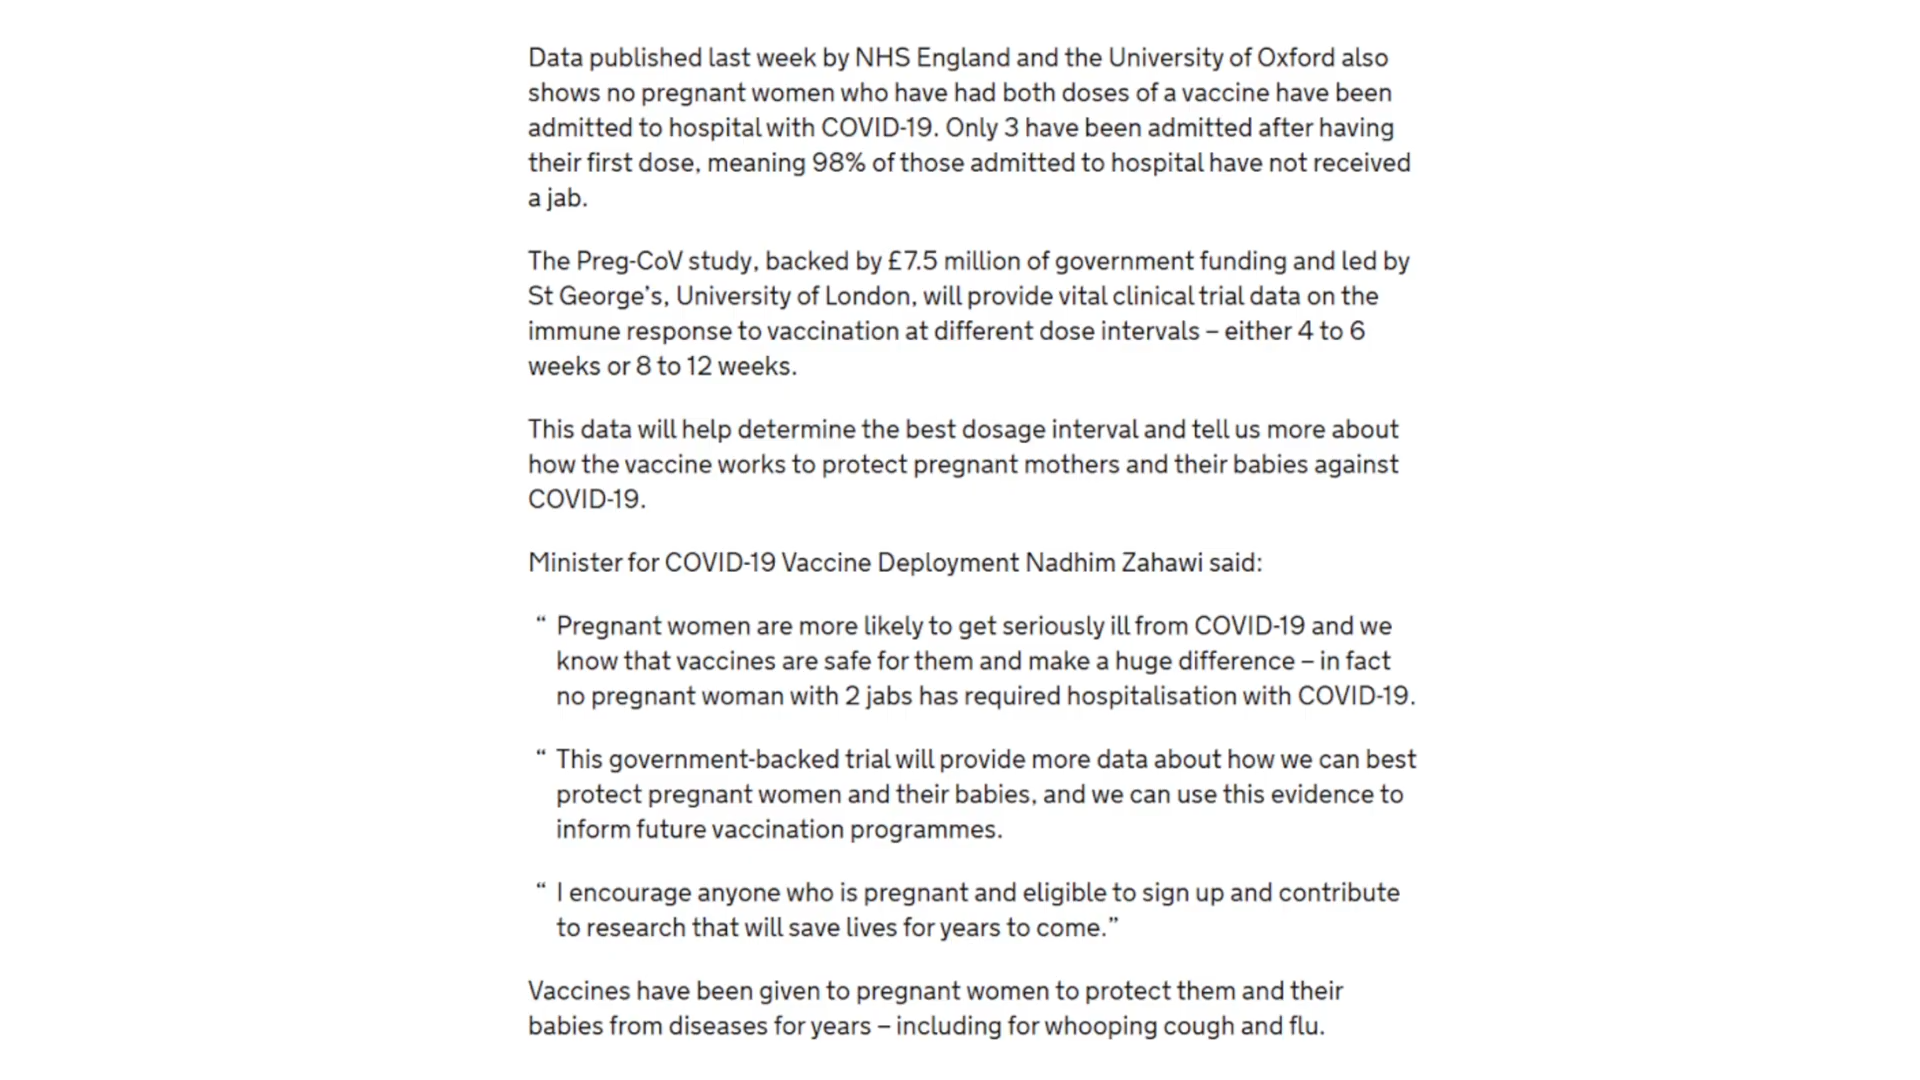 Data published last week by NHS England and the University of Oxford also
shows no pregnant women who have had both doses of a vaccine have been
admitted to hospital with COVID-19. Only 3 have been admitted after having
their first dose, meaning 98% of those admitted to hospital have not received
a jab.
The Preg-CoV study, backed by £7.5 million of government funding and led by
St George’s, University of London, will provide vital clinical trial data on the
immune response to vaccination at different dose intervals – either 4 to 6
weeks or 8 to 12 weeks.
This data will help determine the best dosage interval and tell us more about
how the vaccine works to protect pregnant mothers and their babies against
COVID-19.
Minister for COVID-19 Vaccine Deployment Nadhim Zahawi said:
“ Pregnant women are more likely to get seriously ill from COVID-19 and we
know that vaccines are safe for them and make a huge difference – in fact
no pregnant woman with 2 jabs has required hospitalisation with COVID-19.
“ This government-backed trial will provide more data about how we can best
protect pregnant women and their babies, and we can use this evidence to
inform future vaccination programmes.
“ I encourage anyone who is pregnant and eligible to sign up and contribute
to research that will save lives for years to come.”
Vaccines have been given to pregnant women to protect them and their
babies from diseases for years – including for whooping cough and flu.